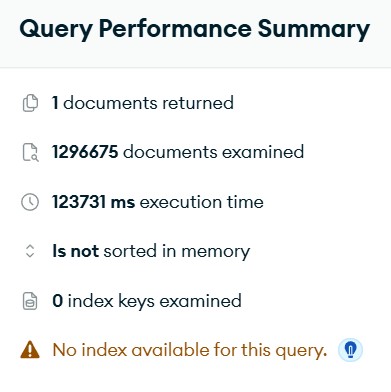 Query Performance Summary
1 documents returned
1296675 documents examined
123731 ms execution time
Is not sorted in memory
0 index keys examined
No index available for this query.